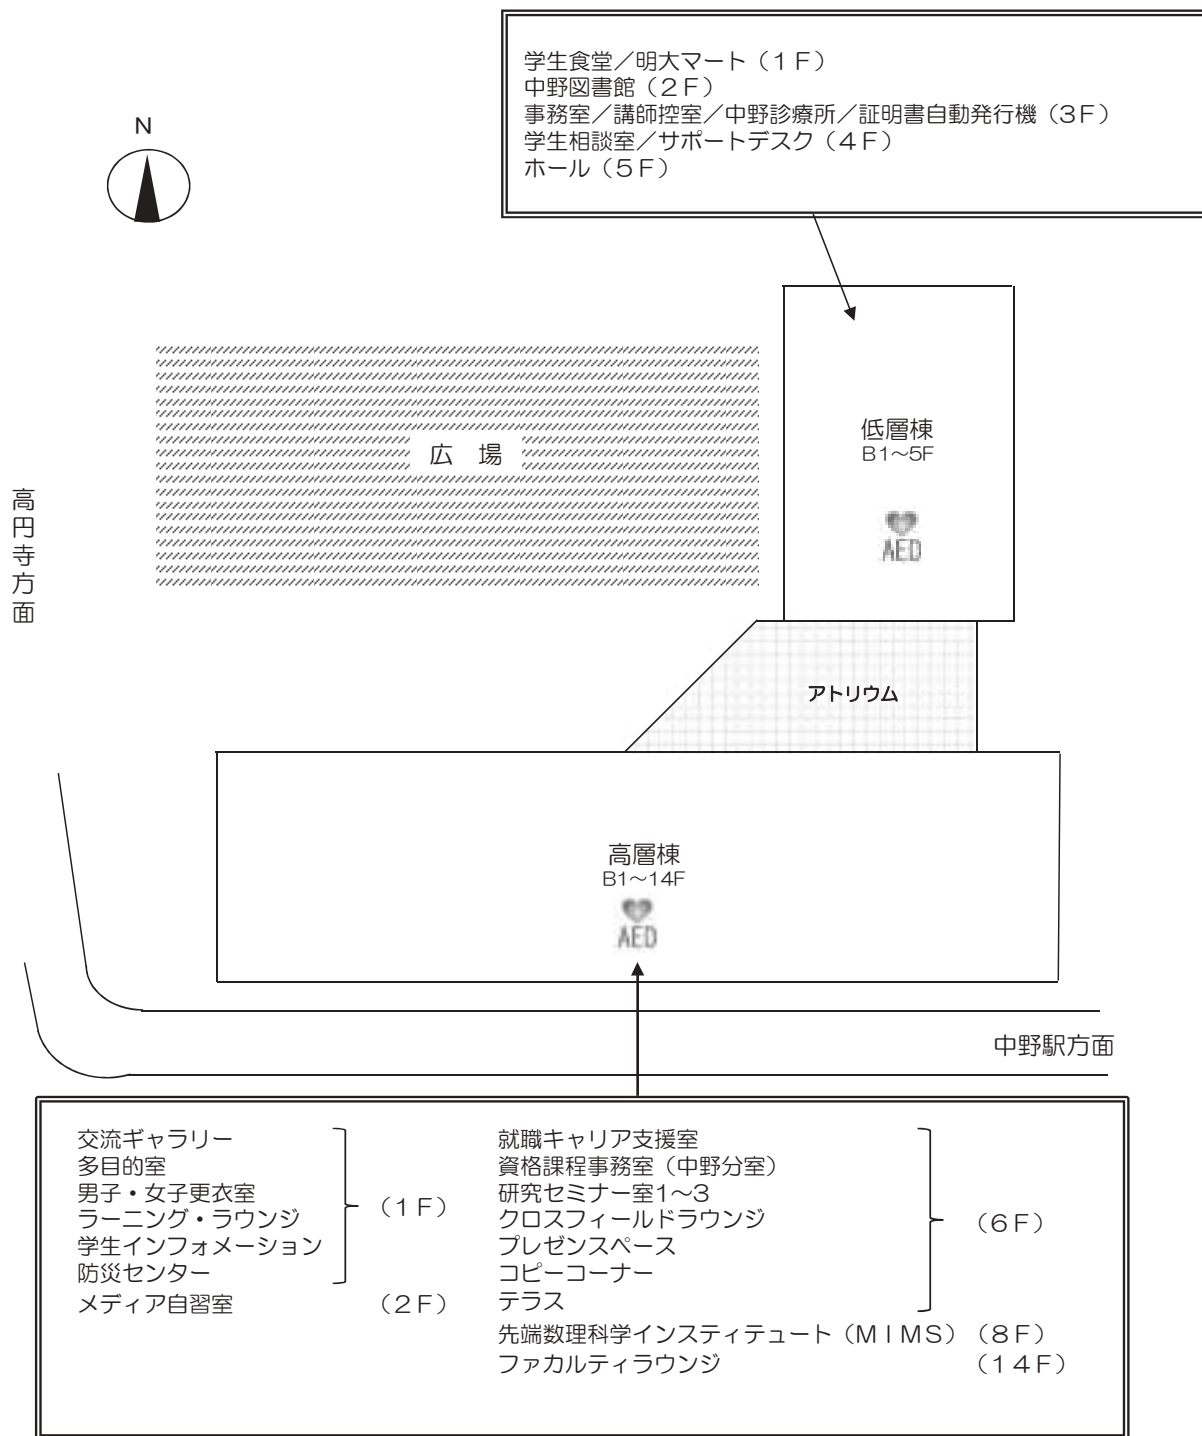 学生食堂／明大マート（1F）
中野図書館（2F）
事務室／講師控室／中野診療所／証明書自動発行機（3F）
学生相談室／サポートデスク（4F）
ホール（5F）
N
低層棟
B1～5F
AED
広　場
高円寺方面
アトリウム
高層棟
B1～14F
AED
中野駅方面
交流ギャラリー
多目的室
男子・女子更衣室
ラーニング・ラウンジ
学生インフォメーション
防災センター
（1F）
メディア自習室　（2F）
就職キャリア支援室
資格課程事務室（中野分室）
研究セミナー室1～3
クロスフィールドラウンジ
プレゼンスペース
コピーコーナー
テラス
（6F）
先端数理科学インスティテュート（MIMS）（8F）
ファカルティラウンジ　（14F）